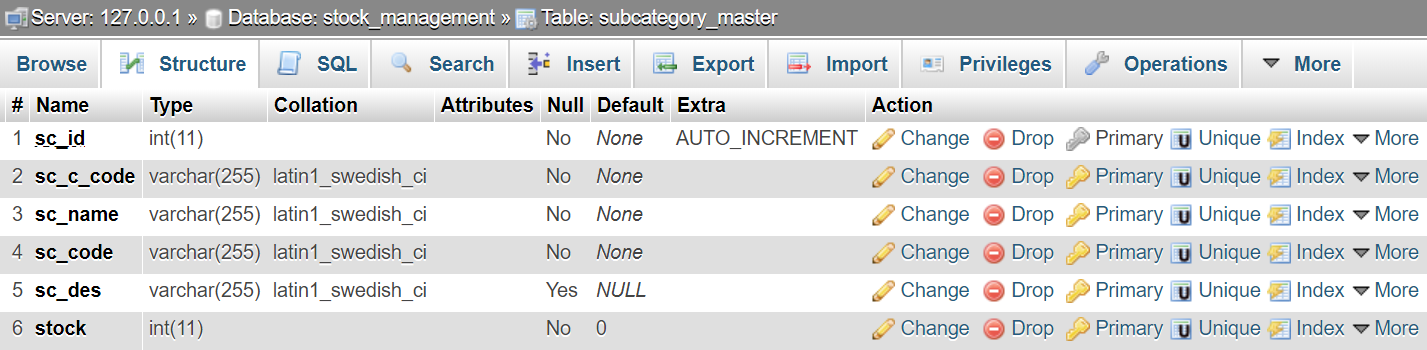 Server: 127.0.0.1 » Database: stock_management » Table: subcategory_master
Browse Structure SQL Search Insert Export Import Privileges Operations More
# Name Type Collation Attributes Null Default Extra Action
1 sc_id int(11) No None AUTO_INCREMENT Change Drop Primary Unique Index More
2 sc_c_code varchar(255) latin1_swedish_ci No None Change Drop Primary Unique Index More
3 sc_name varchar(255) latin1_swedish_ci No None Change Drop Primary Unique Index More
4 sc_code varchar(255) latin1_swedish_ci No None Change Drop Primary Unique Index More
5 sc_des varchar(255) latin1_swedish_ci Yes NULL Change Drop Primary Unique Index More
6 stock int(11) No 0 Change Drop Primary Unique Index More